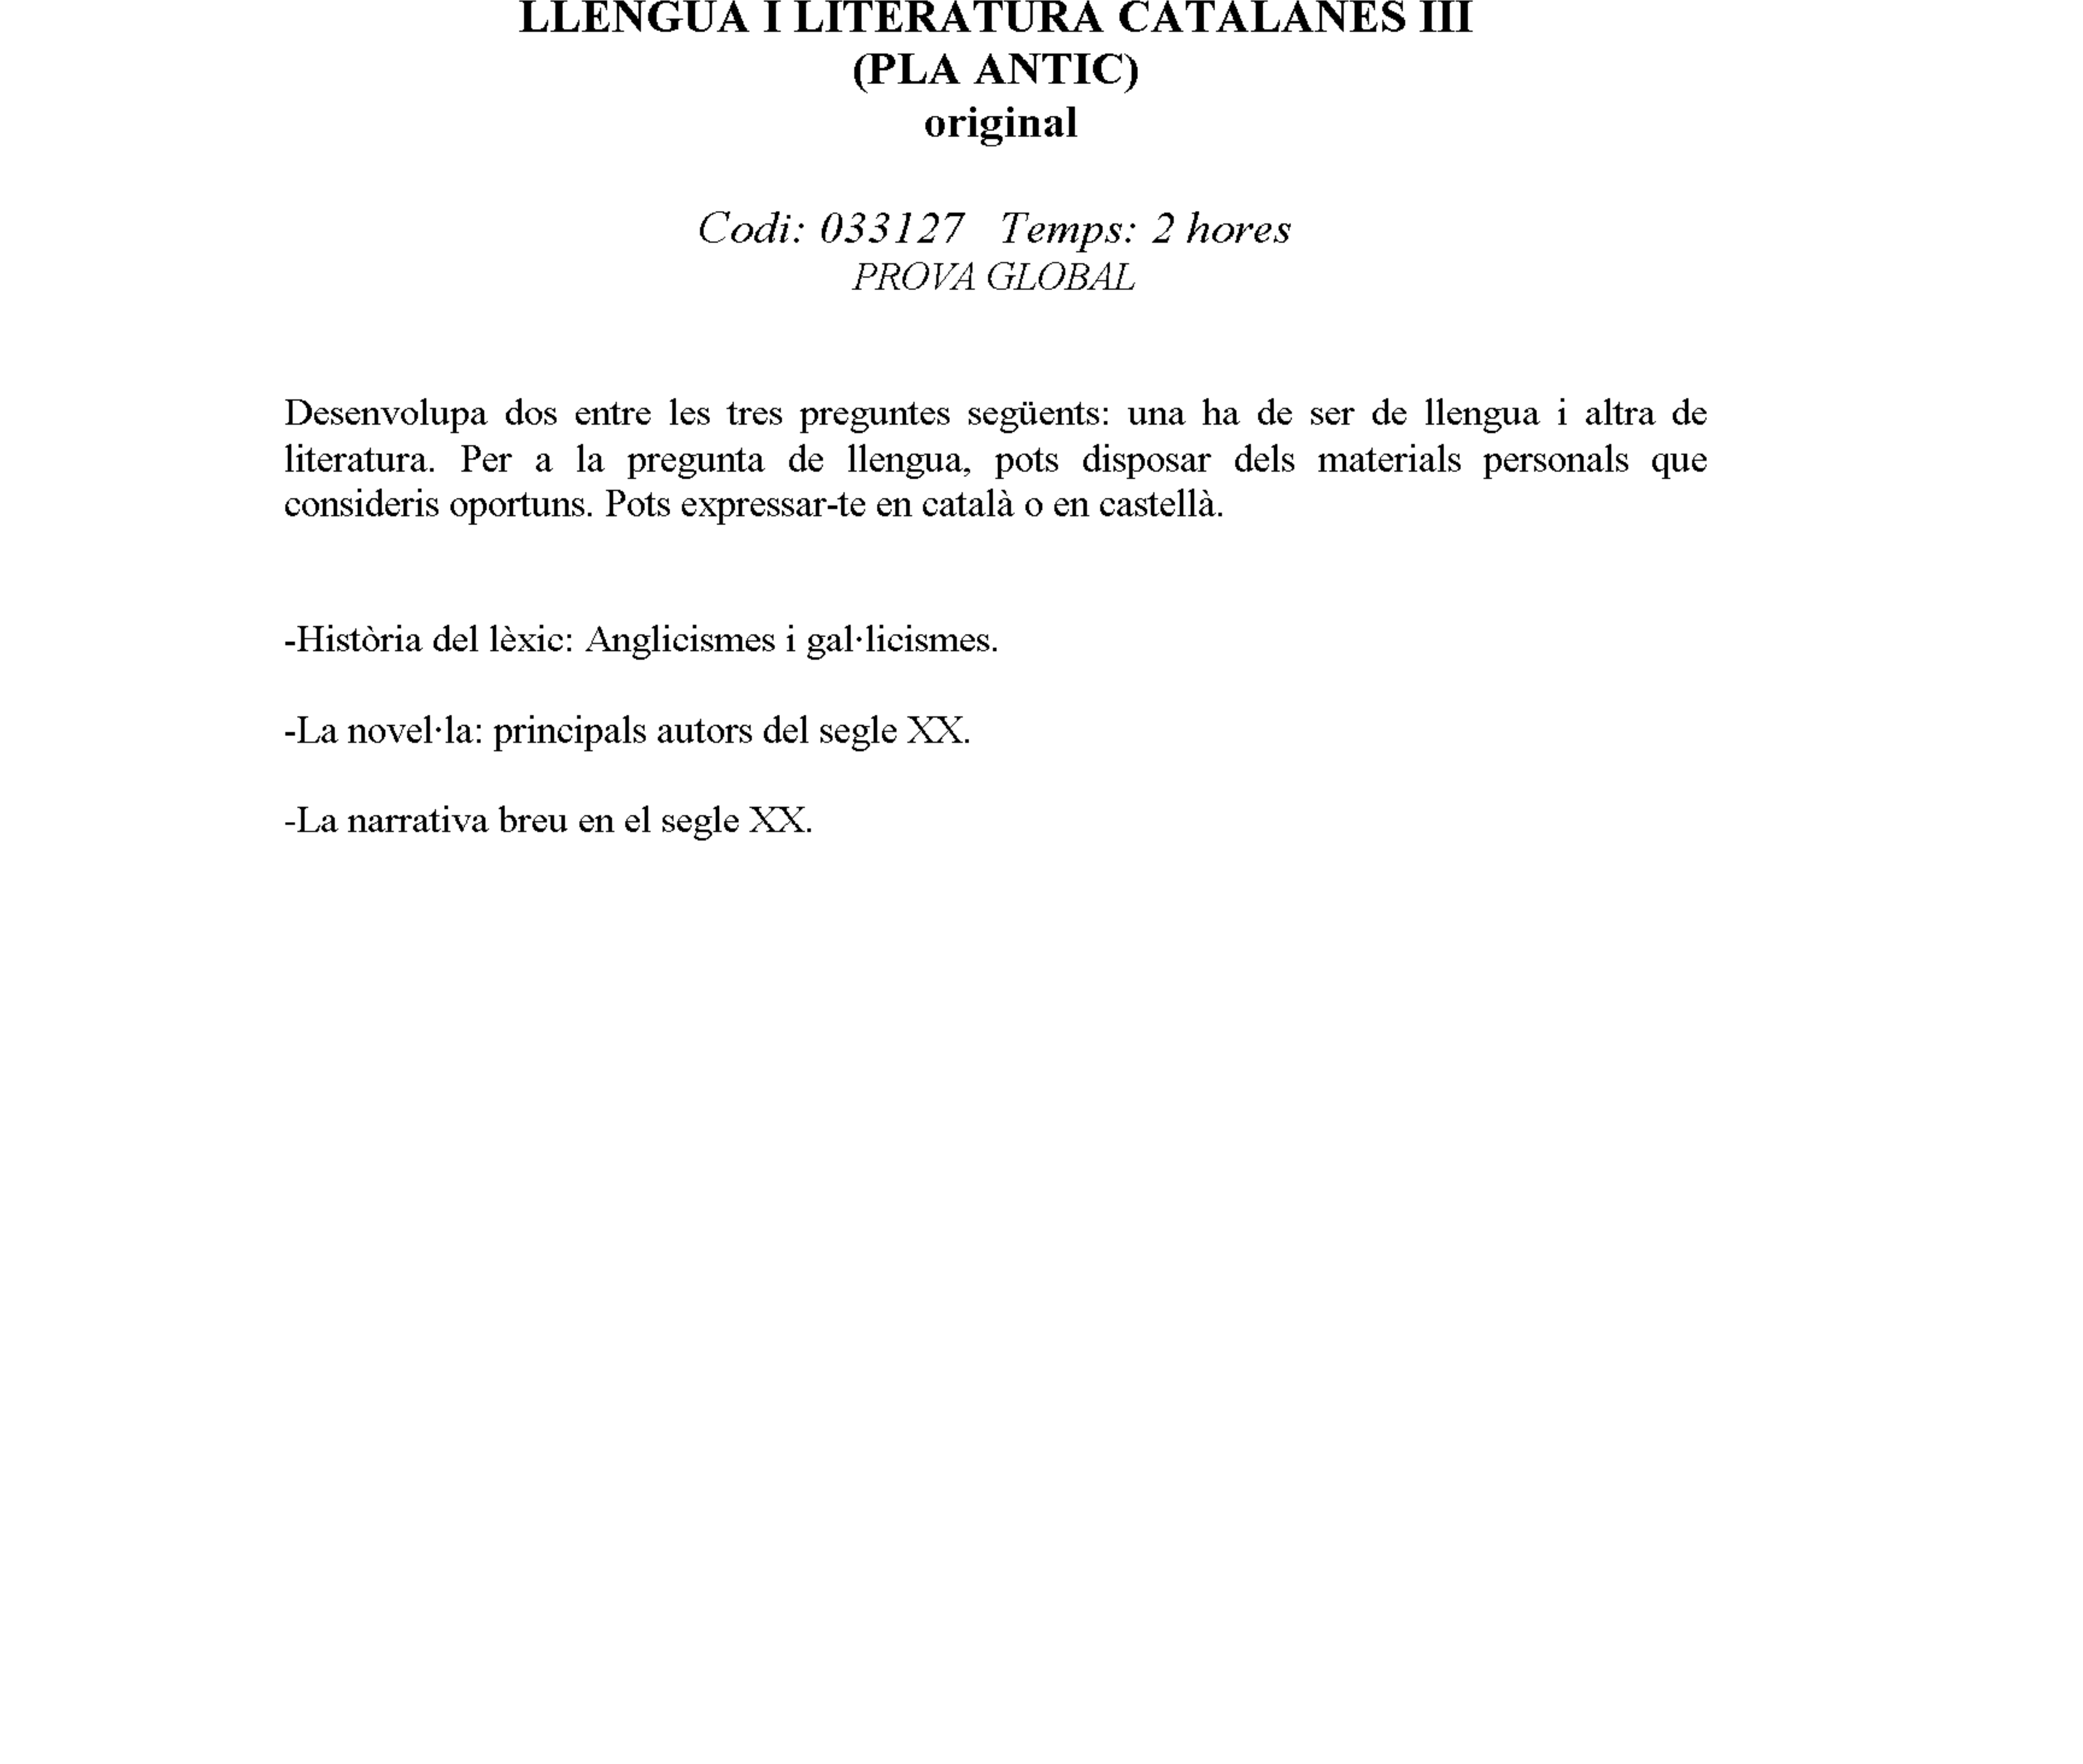 LLENGUA I LITERATURA CATALANES III
(PLA ANTIC)
original
Codi: 033127 Temps: 2 hores
PROVA GLOBAL
Desenvolupa dos entre les tres preguntes següents: una ha de ser de llengua i altra de
literatura. Per a la pregunta de llengua, pots disposar dels materials personals que
consideris oportuns. Pots expressar-te en català o en castellà.
-Història del lèxic: Anglicismes i gal·licismes.
-La novel·la: principals autors del segle XX.
-La narrativa breu en el segle XX.